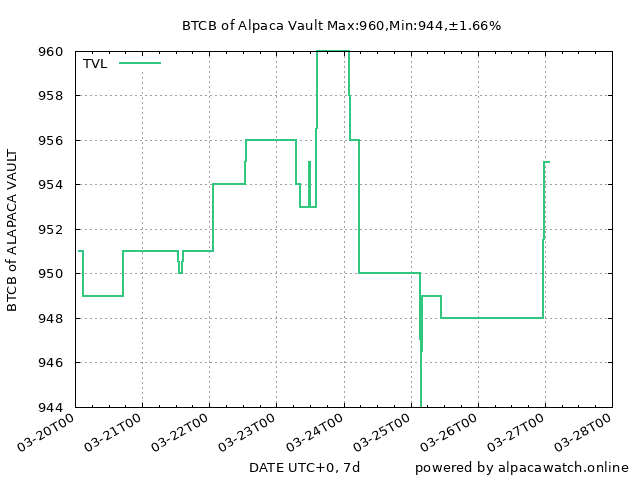 BTCB of Alpaca Vault Max:960,Min:944,±1.66%
TVL
BTCB of ALAPACA VAULT
960
958
956
954
952
950
948
946
944
03-20T00
03-21T00
03-22T00
03-23T00
03-24T00
03-25T00
03-26T00
03-27T00
03-28T00
DATE UTC+0, 7d
powered by alpacawatch.online